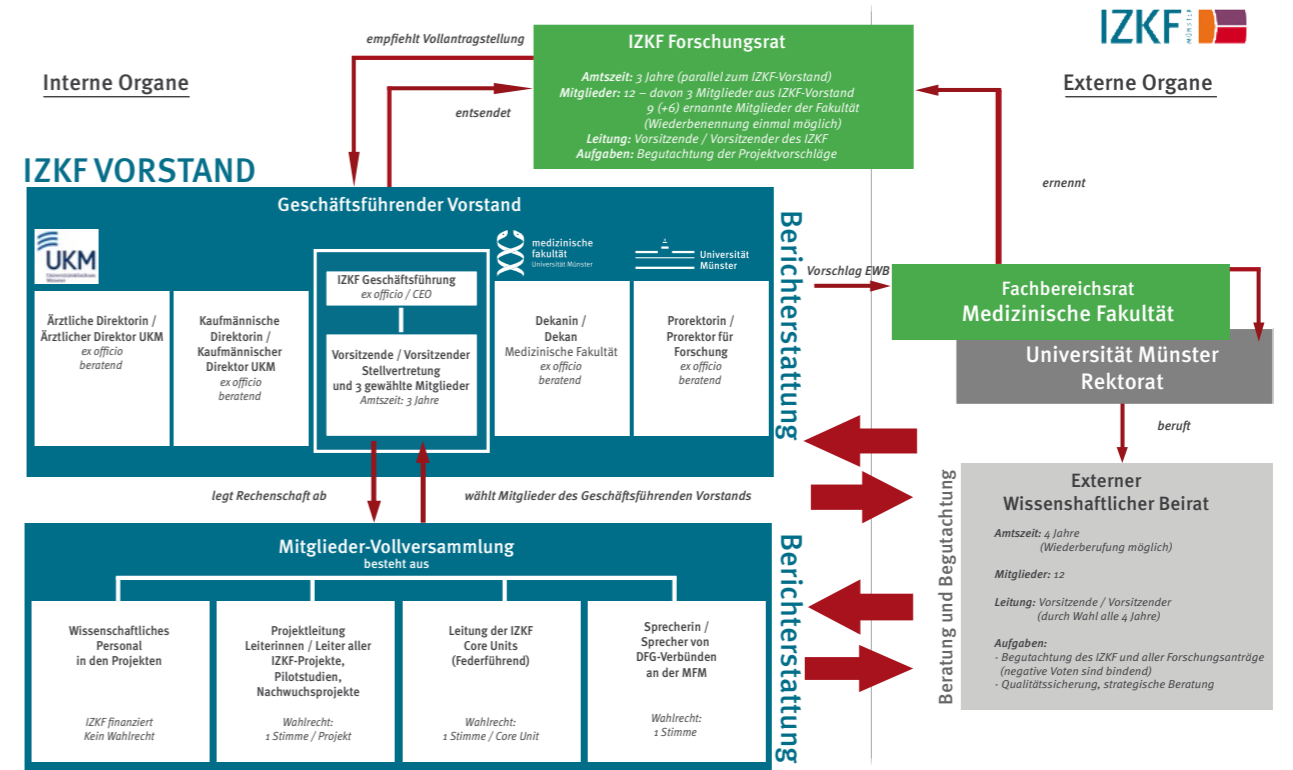 empfiehlt Vollantragstellung
IZKF Forschungsrat
IZKF
MÜNSTER
Interne Organe
Externe Organe
Amtszeit: 3 Jahre (parallel zum IZKF-Vorstand)
Mitglieder: 12 – davon 3 Mitglieder aus IZKF-Vorstand
9 (+6) ernannte Mitglieder der Fakultät
(Wiederbenennung einmal möglich)
Leitung: Vorsitzende / Vorsitzender des IZKF
Aufgaben: Begutachtung der Projektvorschläge
entsendet
ernennt
IZKF VORSTAND
Geschäftsführender Vorstand
UKM
Universitätsklinikum
Münster
IZKF Geschäftsführung
ex officio / CEO
medizinische
fakultät
Universität Münster
Universität
Münster
Ärztliche Direktorin /
Ärztlicher Direktor UKM
ex officio
beratend
Kaufmännische
Direktorin /
Kaufmännischer
Direktor UKM
ex officio
beratend
Vorsitzende / Vorsitzender
Stellvertretung
und 3 gewählte Mitglieder
Amtszeit: 3 Jahre
Dekanin /
Dekan
Medizinische Fakultät
ex officio
beratend
Prorektorin /
Prorektor für
Forschung
ex officio
beratend
Berichterstattung
Vorschlag EWB
Fachbereichsrat
Medizinische Fakultät
Universität Münster
Rektorat
beruft
legt Rechenschaft ab
wählt Mitglieder des Geschäftsführenden Vorstands
Mitglieder-Vollversammlung
besteht aus
Wissenschaftliches
Personal
in den Projekten
IZKF finanziert
Kein Wahlrecht
Projektleitung
Leiterinnen / Leiter aller
IZKF-Projekte,
Pilotstudien,
Nachwuchsprojekte
Wahlrecht:
1 Stimme / Projekt
Leitung der IZKF
Core Units
(Federführend)
Wahlrecht:
1 Stimme / Core Unit
Sprecherin /
Sprecher von
DFG-Verbünden
an der MFM
Wahlrecht:
1 Stimme
Berichterstattung
Beratung und Begutachtung
Externer
Wissenshaftlicher Beirat
Amtszeit: 4 Jahre
(Wiederberufung möglich)
Mitglieder: 12
Leitung: Vorsitzende / Vorsitzender
(durch Wahl alle 4 Jahre)
Aufgaben:
- Begutachtung des IZKF und aller Forschungsanträge
(negative Voten sind bindend)
- Qualitätssicherung, strategische Beratung